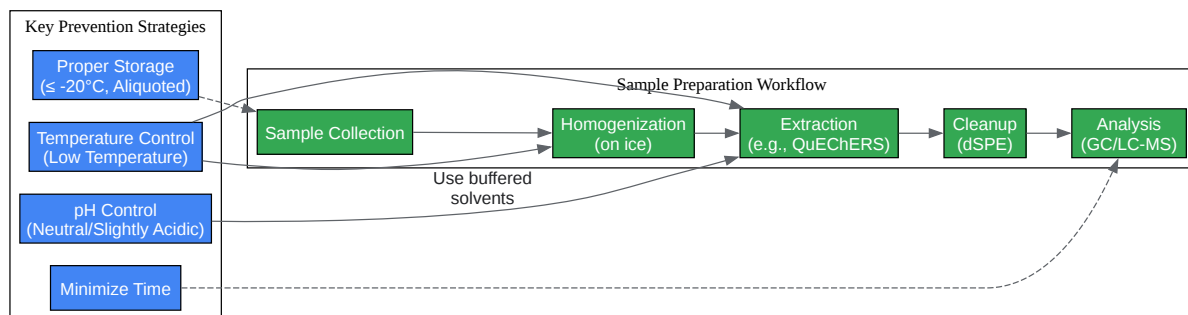 Key Prevention Strategies
Proper Storage
(≤ -20°C, Aliquoted)
Temperature Control
(Low Temperature)
pH Control
(Neutral/Slightly Acidic)
Minimize Time
Sample Preparation Workflow
Sample Collection
Homogenization
(on ice)
Extraction
(e.g., QuEChERS)
Cleanup
(dSPE)
Analysis
(GC/LC-MS)
Use buffered
solvents